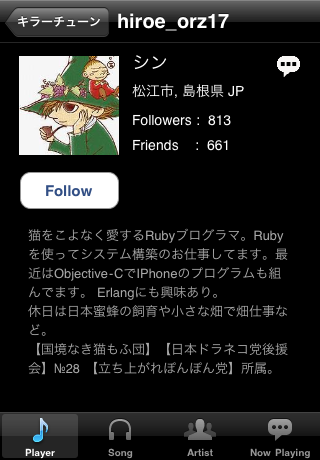 キラーチューン
hiroe_orz17
シン
松江市, 島根県 JP
Followers : 813
Friends : 661
Follow
猫をこよなく愛するRubyプログラマ。Ruby
を使ってシステム構築のお仕事してます。最
近はObjective-CでIPhoneのプログラムも組
んでます。 Erlangにも興味あり。
休日は日本蜜蜂の飼育や小さな畑で畑仕事な
ど。
【国境なき猫もふ団】【日本ドラネコ党後援
会】№28 【立ち上がれぽんぽん党】所属。
Player
Song
Artist
Now Playing